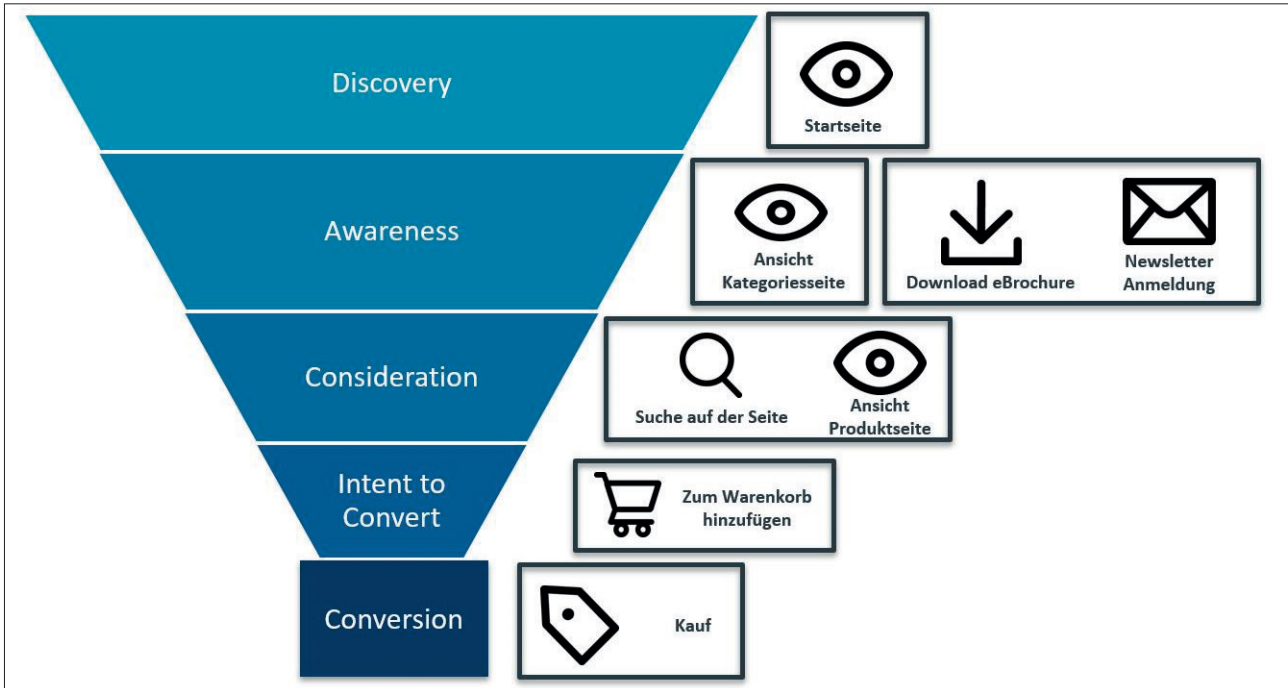 Discovery
Startseite
Awareness
Ansicht
Kategoriesseite
Download eBrochure
Newsletter
Anmeldung
Consideration
Suche auf der Seite
Ansicht
Produktseite
Intent to
Convert
Zum Warenkorb
hinzufügen
Conversion
Kauf